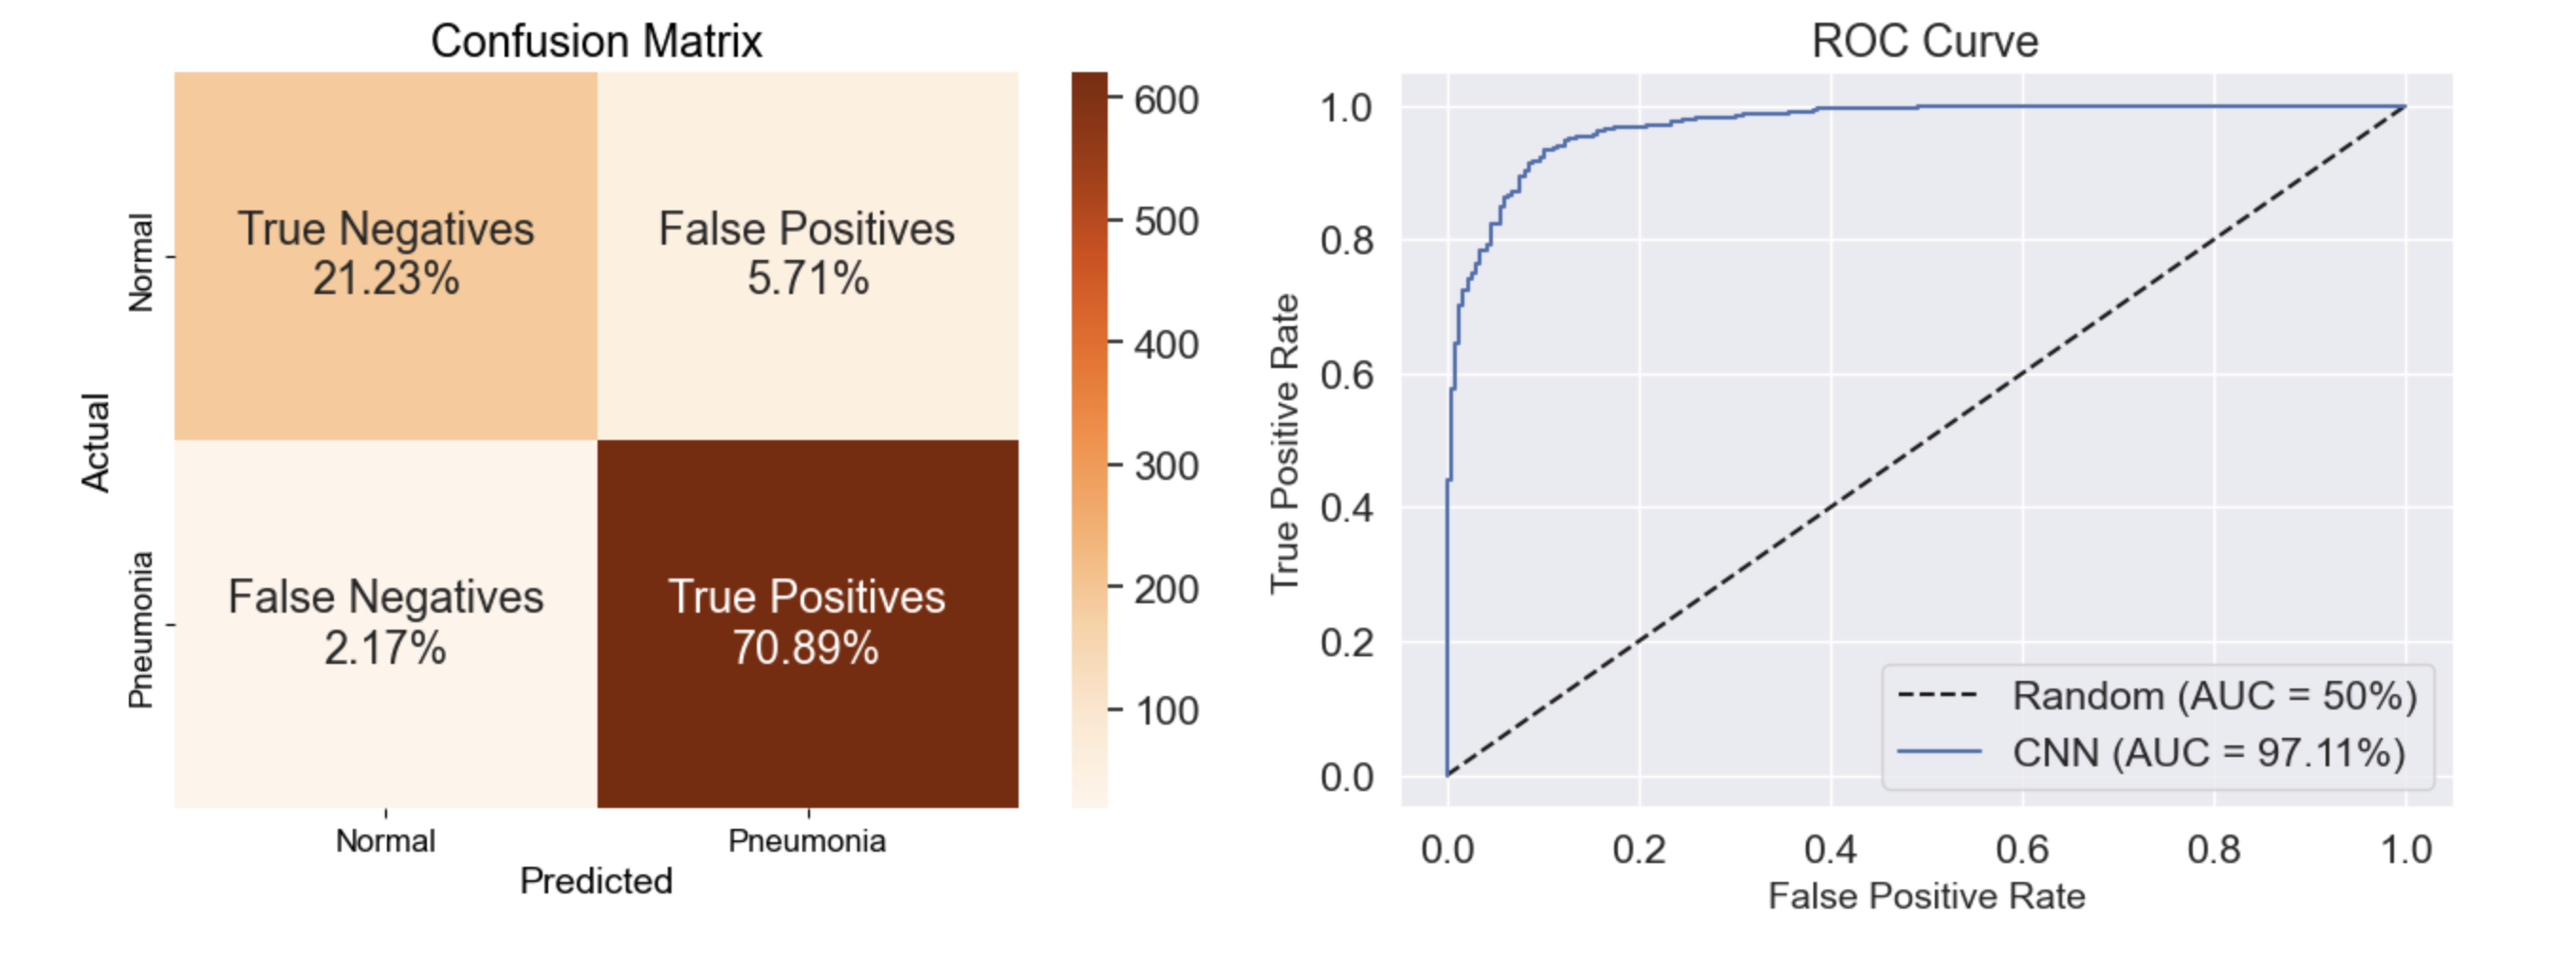 Confusion Matrix
True Negatives
21.23%
False Positives
5.71%
False Negatives
2.17%
True Positives
70.89%
Actual
Normal
Pneumonia
Normal
Pneumonia
Predicted
600
500
400
300
200
100
ROC Curve
True Positive Rate
1.0
0.8
0.6
0.4
0.2
0.0
Random (AUC = 50%)
CNN (AUC = 97.11%)
0.0 0.2 0.4 0.6 0.8 1.0
False Positive Rate